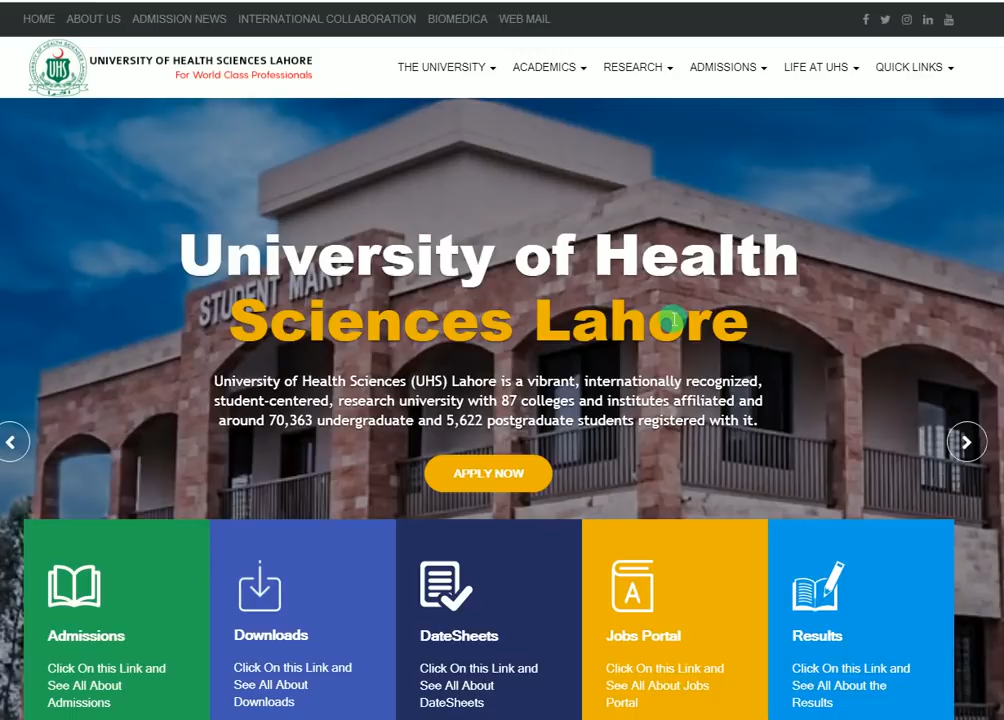 HOME ABOUT US ADMISSION NEWS INTERNATIONAL COLLABORATION BIOMEDICA WEB MAIL
UHS
UNIVERSITY OF HEALTH SCIENCES LAHORE
For World Class Professionals
THE UNIVERSITY ACADEMICS RESEARCH ADMISSIONS LIFE AT UHS QUICK LINKS
STUDENT
University of Health
Sciences Lahore
University of Health Sciences (UHS) Lahore is a vibrant, internationally recognized,
student-centered, research university with 87 colleges and institutes affiliated and
around 70,363 undergraduate and 5,622 postgraduate students registered with it.
APPLY NOW
Admissions
Click On this Link and
See All About
Admissions
Downloads
Click On this Link and
See All About
Downloads
DateSheets
Click On this Link and
See All About
DateSheets
A
Jobs Portal
Click On this Link and
See All About Jobs
Portal
Results
Click On this Link and
See All About the
Results